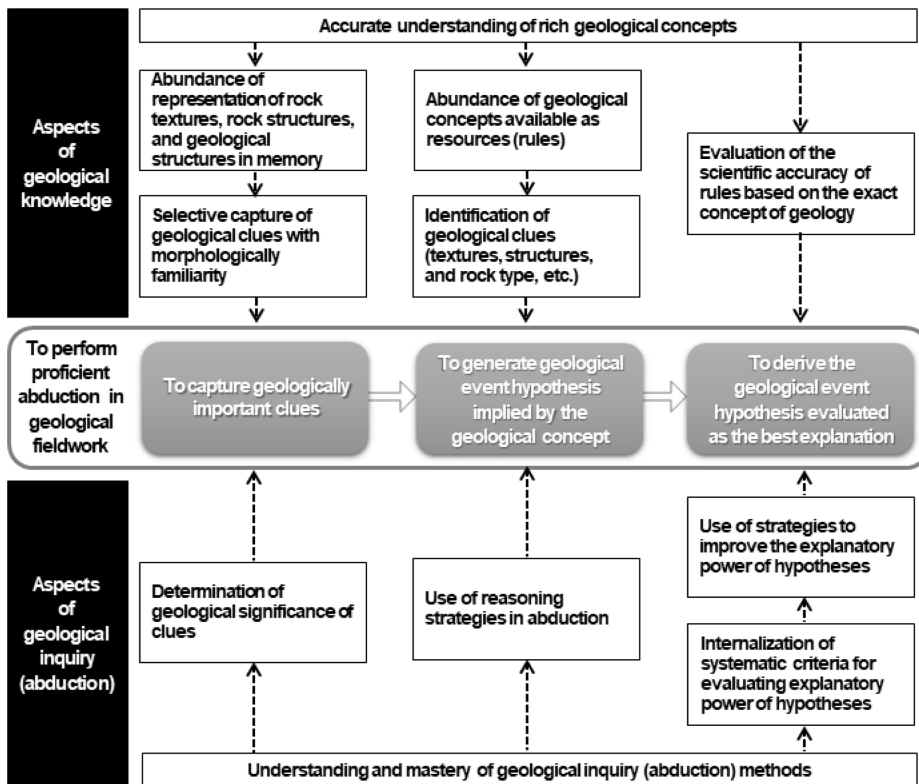 Accurate understanding of rich geological concepts
Aspects
of
geological
knowledge
Abundance of
representation of rock
textures, rock structures,
and geological
structures in memory
Abundance of geological
concepts available as
resources (rules)
Evaluation of the
scientific accuracy of
rules based on the exact
concept of geology
Selective capture of
geological clues with
morphologically
familiarity
Identification of
geological clues
(textures, structures,
and rock type, etc.)
To perform
proficient
abduction in
geological
fieldwork
To capture geologically
important clues
To generate geological
event hypothesis
implied by the
geological concept
To derive the
geological event
hypothesis evaluated
as the best explanation
Aspects
of
geological
inquiry
(abduction)
Determination of
geological significance of
clues
Use of reasoning
strategies in abduction
Use of strategies to
improve the explanatory
power of hypotheses
Internalization of
systematic criteria for
evaluating explanatory
power of hypotheses
Understanding and mastery of geological inquiry (abduction) methods